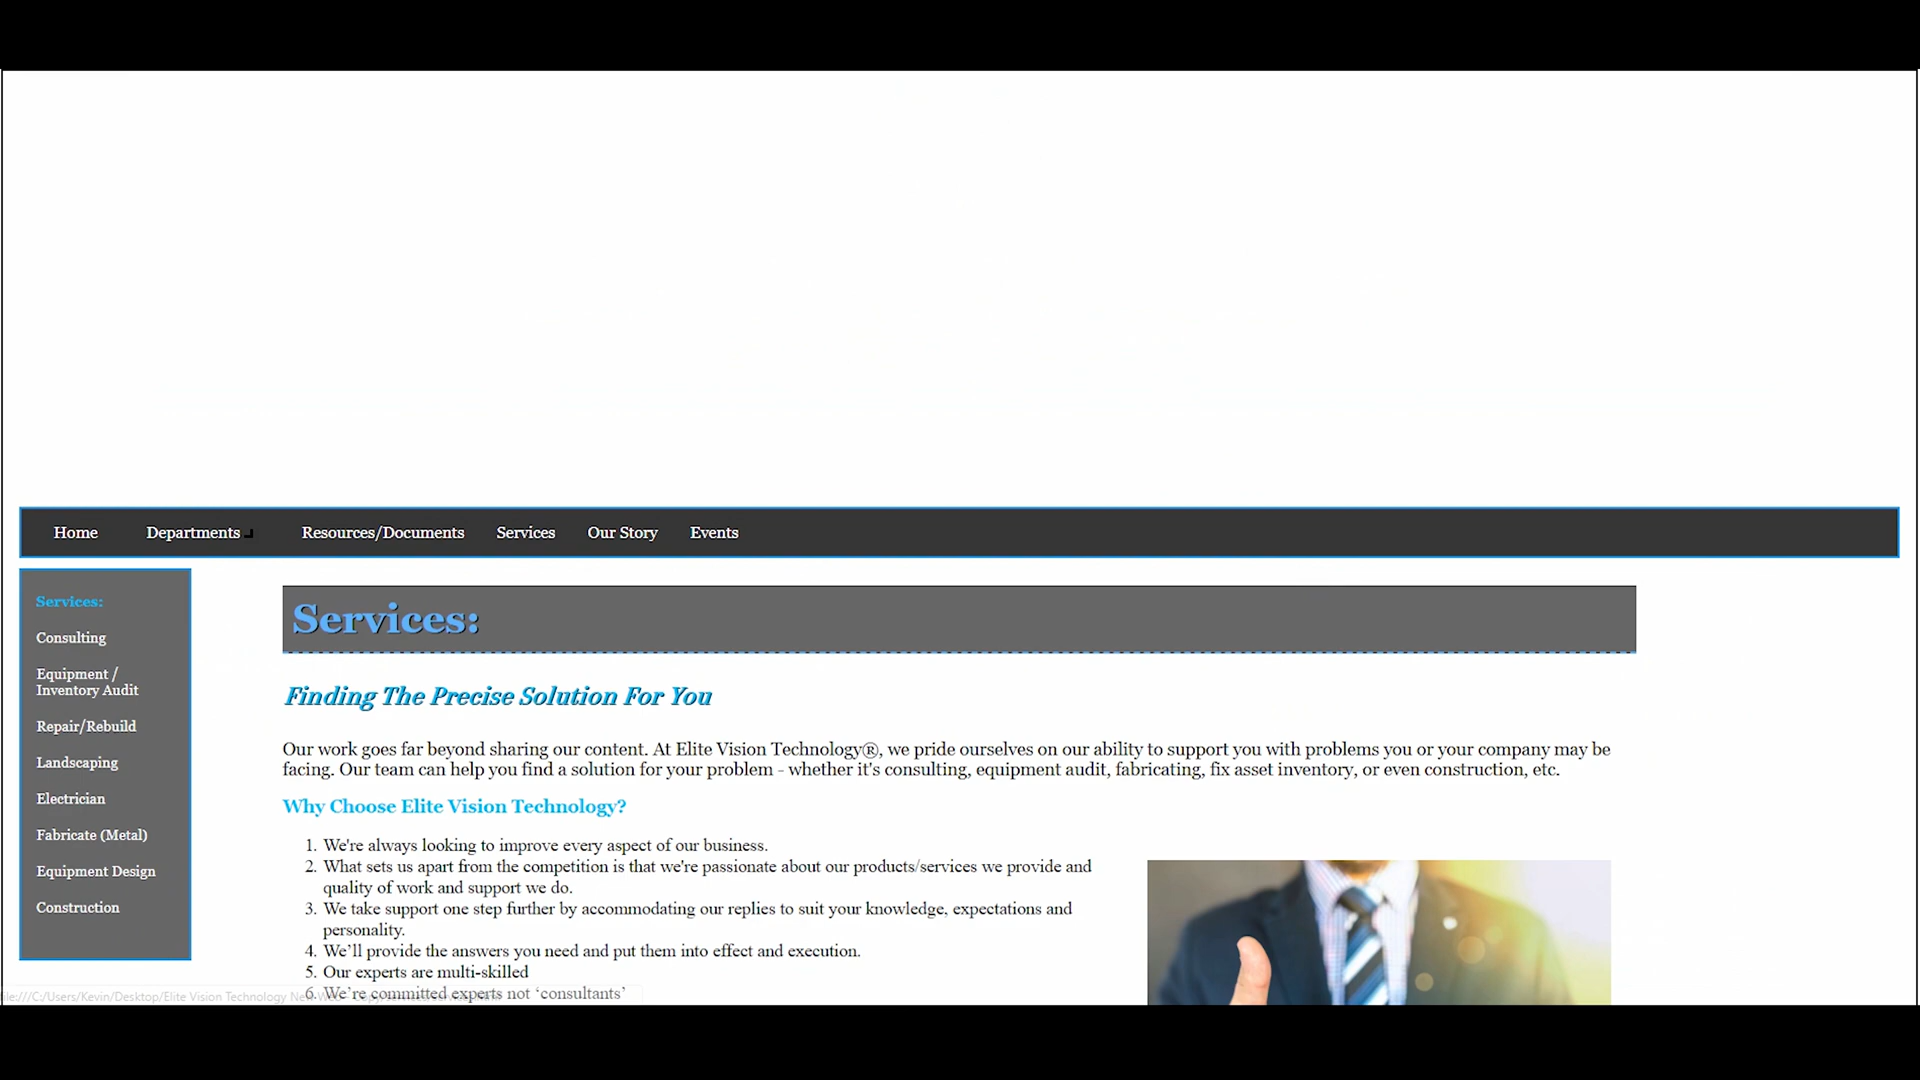 Home Departments Resources/Documents Services Our Story Events
Services:
Consulting
Equipment /
Inventory Audit
Repair/Rebuild
Landscaping
Electrician
Fabricate (Metal)
Equipment Design
Construction
Services:
Finding The Precise Solution For You
Our work goes far beyond sharing our content. At Elite Vision Technology®, we pride ourselves on our ability to support you with problems you or your company may be
facing. Our team can help you find a solution for your problem - whether it's consulting, equipment audit, fabricating, fix asset inventory, or even construction, etc.
Why Choose Elite Vision Technology?
1. We're always looking to improve every aspect of our business.
2. What sets us apart from the competition is that we're passionate about our products/services we provide and
quality of work and support we do.
3. We take support one step further by accommodating our replies to suit your knowledge, expectations and
personality.
4. We’ll provide the answers you need and put them into effect and execution.
5. Our experts are multi-skilled
6. We’re committed experts not ‘consultants’
file:///C:/Users/Kevin/Desktop/Elite Vision Technology